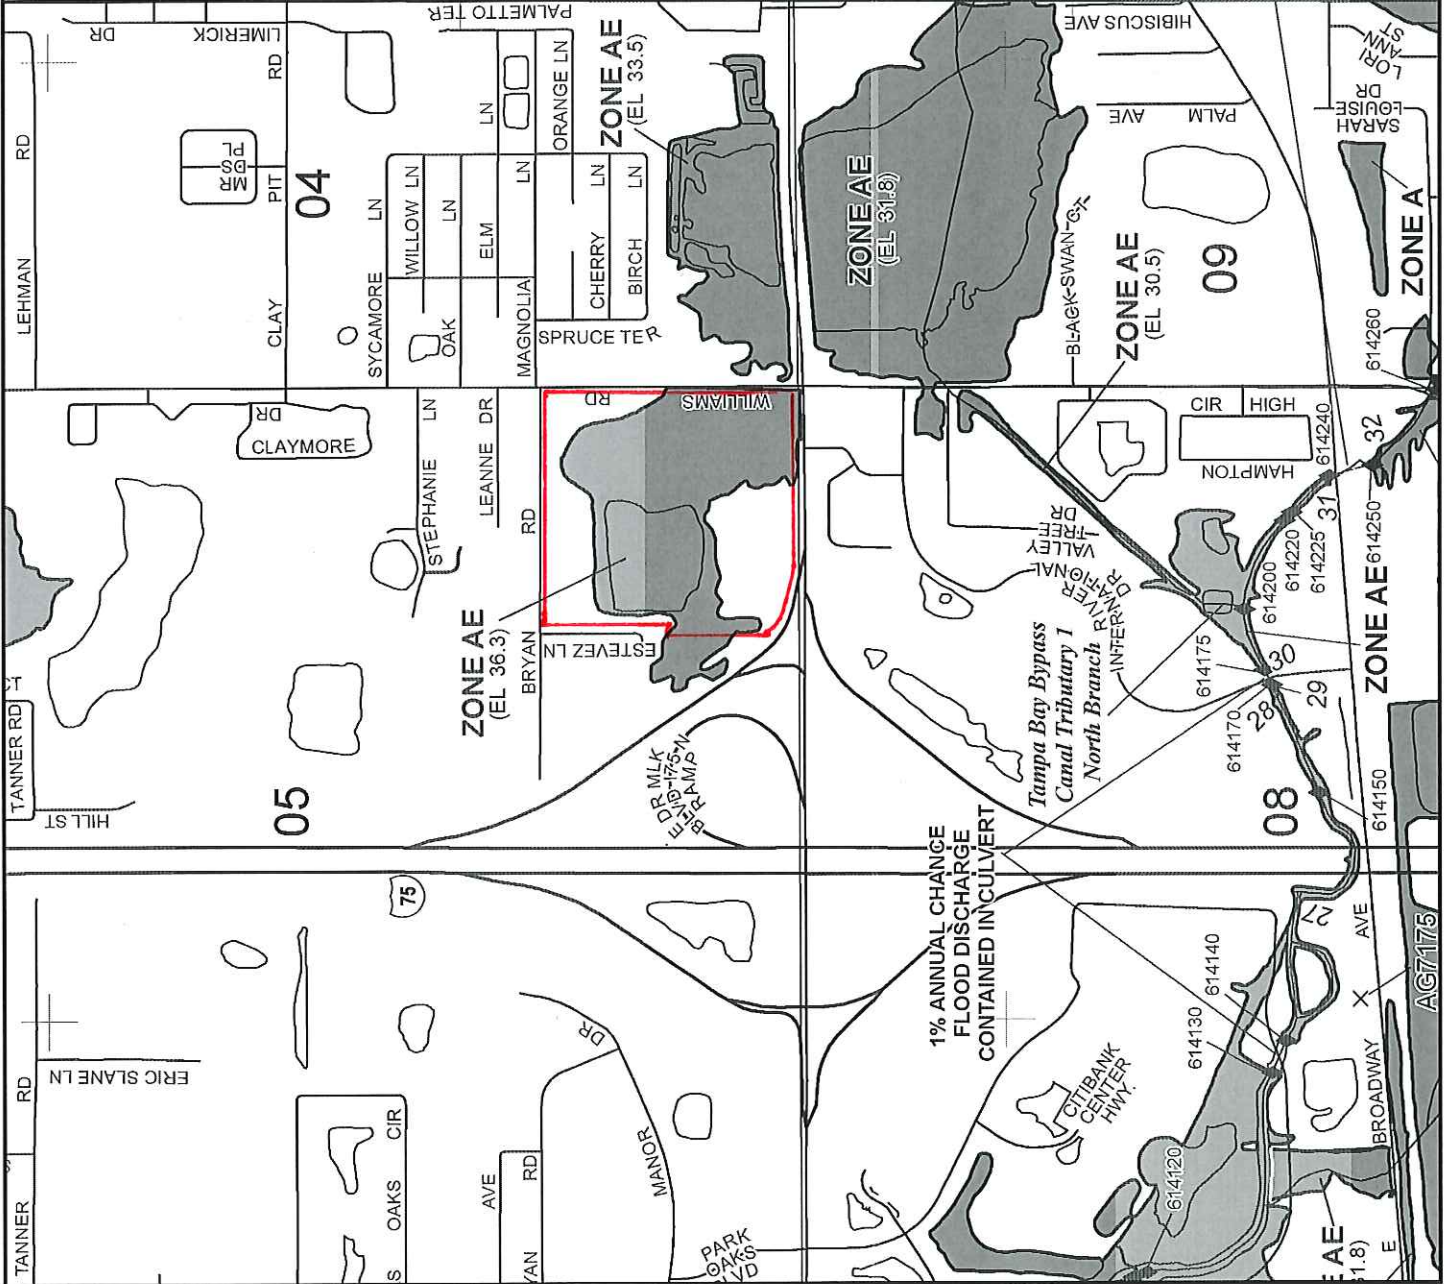 LEHMAN
RD
LIMERICK
DR
RD
MR
DS
PL
PIT
CLAY
04
SYCAMORE
LN
WILLOW LN
OAK
LN
ELM
LN
MAGNOLIA
LN
ORANGE LN
CHERRY
LN
BIRCH
LN
SPRUCE TER
PALMETTO TER
ZONE AE
(EL 33.5)
ZONE AE
(EL 31.8)
HIBISCUS AVE
PALM
AVE
LORI
ANN
ST
SARAH
LOUISE
DR
ZONE A
BLACK SWAN CT
ZONE AE
(EL 30.5)
09
614260
DR
CLAYMORE
STEPHANIE
LN
LEANNE DR
BRYAN
RD
WILLIAMS
RD
ESTEVEZ LN
ZONE AE
(EL 36.3)
CIR
HIGH
HAMPTON
614240
32
31
614250
614220
614225
614200
614175
30
29
28
614170
614150
ZONE AE
VALLEY
TREE
DR
INTERNATIONAL
RIVER
DR
Tampa Bay Bypass
Canal Tributary 1
North Branch
TANNER RD
CT
HILL ST
05
E DR MLK
BLVD-I75-N
RAMP
08
1% ANNUAL CHANCE
FLOOD DISCHARGE
CONTAINED IN CULVERT
75
27
AVE
AG7175
614140
614130
BROADWAY
E
ERIC SLANE LN
RD
TANNER
OAKS
CIR
S
AVE
RD
YAN
MANOR
DR
PARK
OAKS
LVD
CITIBANK
CENTER
HWY.
614120
AE
1.8)